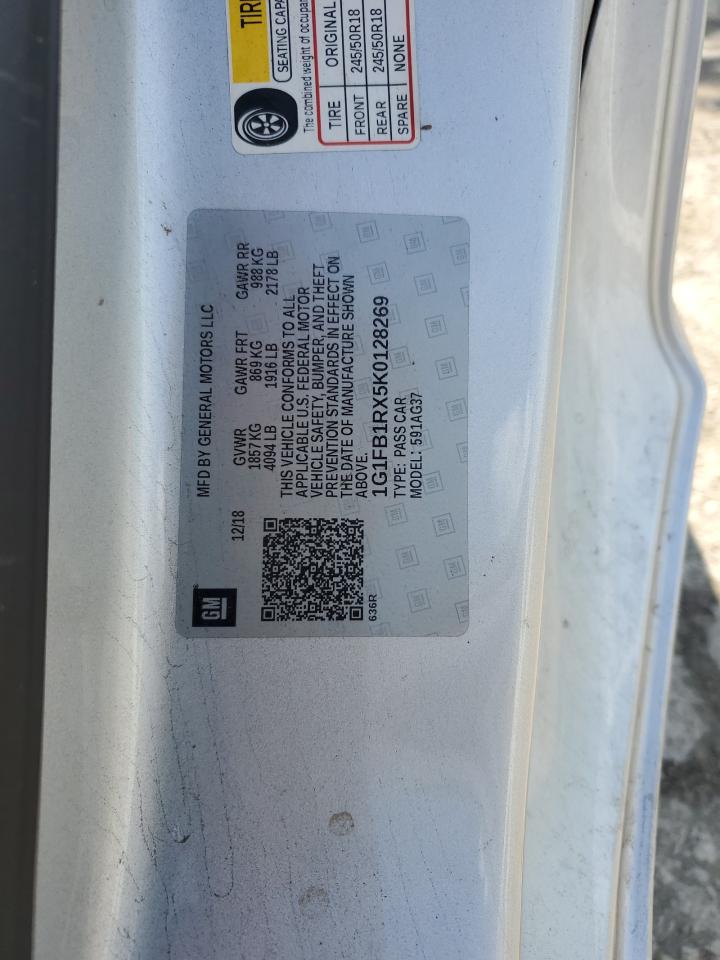 TIRE
SEATING CAPA
The combined weight of occupan
TIRE ORIGINAL
FRONT 245/50R18
REAR 245/50R18
SPARE NONE
GM
MFD BY GENERAL MOTORS LLC
12/18 GVWR GAWR FRT GAWR RR
1857 KG 869 KG 988 KG
4094 LB 1916 LB 2178 LB
THIS VEHICLE CONFORMS TO ALL
APPLICABLE U.S. FEDERAL MOTOR
VEHICLE SAFETY, BUMPER, AND THEFT
PREVENTION STANDARDS IN EFFECT ON
THE DATE OF MANUFACTURE SHOWN
ABOVE.
1G1FB1RX5K0128269
TYPE: PASS CAR
MODEL: 591AG37
636R